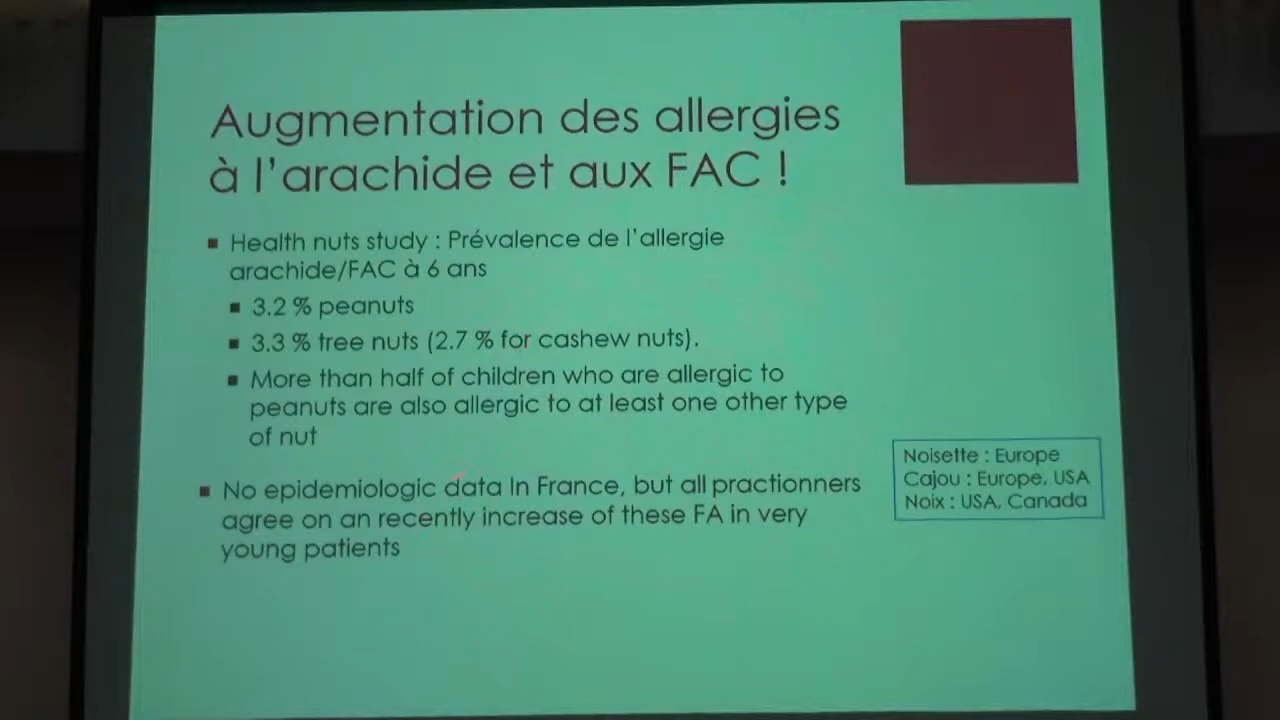 Augmentation des allergies
à l'arachide et aux FAC !
Health nuts study : Prévalence de l'allergie
arachide/FAC à 6 ans
3.2 % peanuts
3.3 % tree nuts (2.7 % for cashew nuts).
More than half of children who are allergic to
peanuts are also allergic to at least one other type
of nut
No epidemiologic data In France, but all practionners
agree on an recently increase of these FA in very
young patients
Noisette : Europe
Cajou : Europe, USA
Noix : USA, Canada